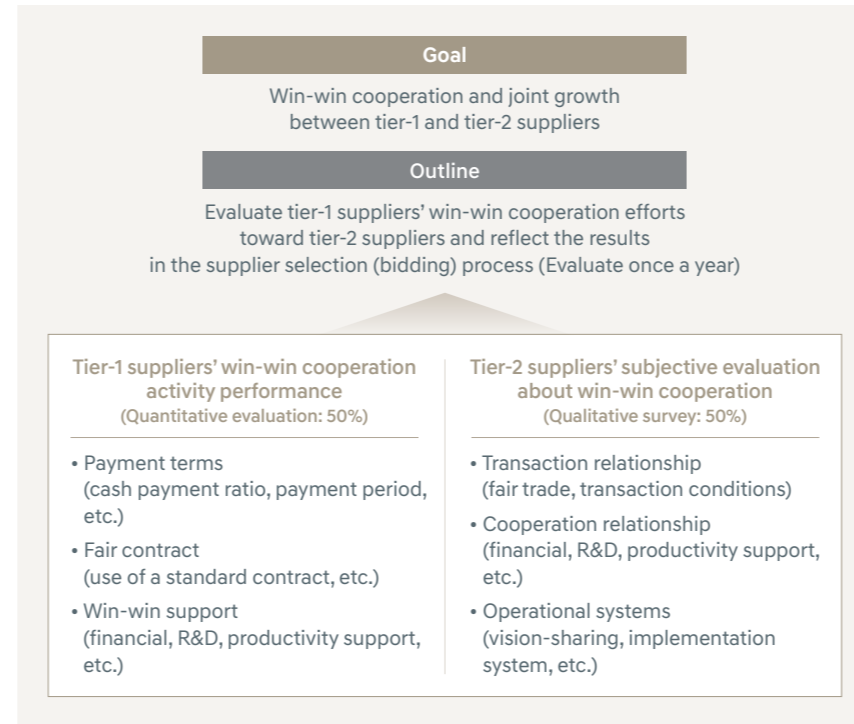 Goal
Win-win cooperation and joint growth
between tier-1 and tier-2 suppliers
Outline
Evaluate tier-1 suppliers’ win-win cooperation efforts
toward tier-2 suppliers and reflect the results
in the supplier selection (bidding) process (Evaluate once a year)
Tier-1 suppliers’ win-win cooperation
activity performance
(Quantitative evaluation: 50%)
• Payment terms
(cash payment ratio, payment period,
etc.)
• Fair contract
(use of a standard contract, etc.)
• Win-win support
(financial, R&D, productivity support,
etc.)
Tier-2 suppliers’ subjective evaluation
about win-win cooperation
(Qualitative survey: 50%)
• Transaction relationship
(fair trade, transaction conditions)
• Cooperation relationship
(financial, R&D, productivity support,
etc.)
• Operational systems
(vision-sharing, implementation
system, etc.)